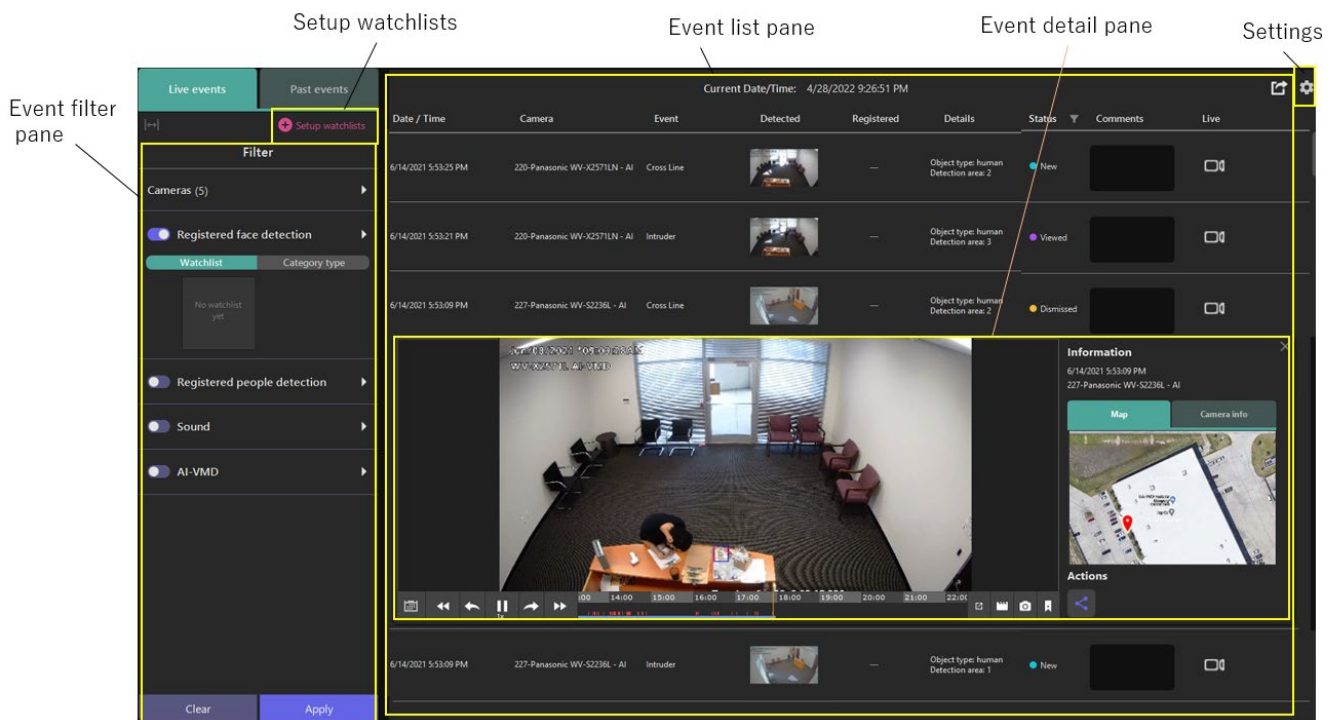 Setup watchlists
Event list pane
Event detail pane
Settings
Event filter
pane
Live events
Past events
Setup watchlists
Filter
Cameras (5)
Registered face detection
Watchlist
Category type
No watchlist
yet
Registered people detection
Sound
AI-VMD
Clear
Apply
Current Date/Time: 4/28/2022 9:26:51 PM
Date / Time Camera Event Detected Registered Details Status Comments Live
6/14/2021 5:53:25 PM 220-Panasonic WV-X2571LN - AI Cross Line — Object type: human
Detection area: 2
New
6/14/2021 5:53:21 PM 220-Panasonic WV-X2571LN - AI Intruder — Object type: human
Detection area: 3
Viewed
6/14/2021 5:53:09 PM 227-Panasonic WV-S2236L - AI Cross Line — Object type: human
Detection area: 2
Dismissed
Information
6/14/2021 5:53:09 PM
227-Panasonic WV-S2236L - AI
Map
Camera info
Actions
1x
:00 14:00 15:00 16:00 17:00 18:00 19:00 20:00 21:00 22:0
6/14/2021 5:53:09 PM 227-Panasonic WV-S2236L - AI Intruder — Object type: human
Detection area: 1
New